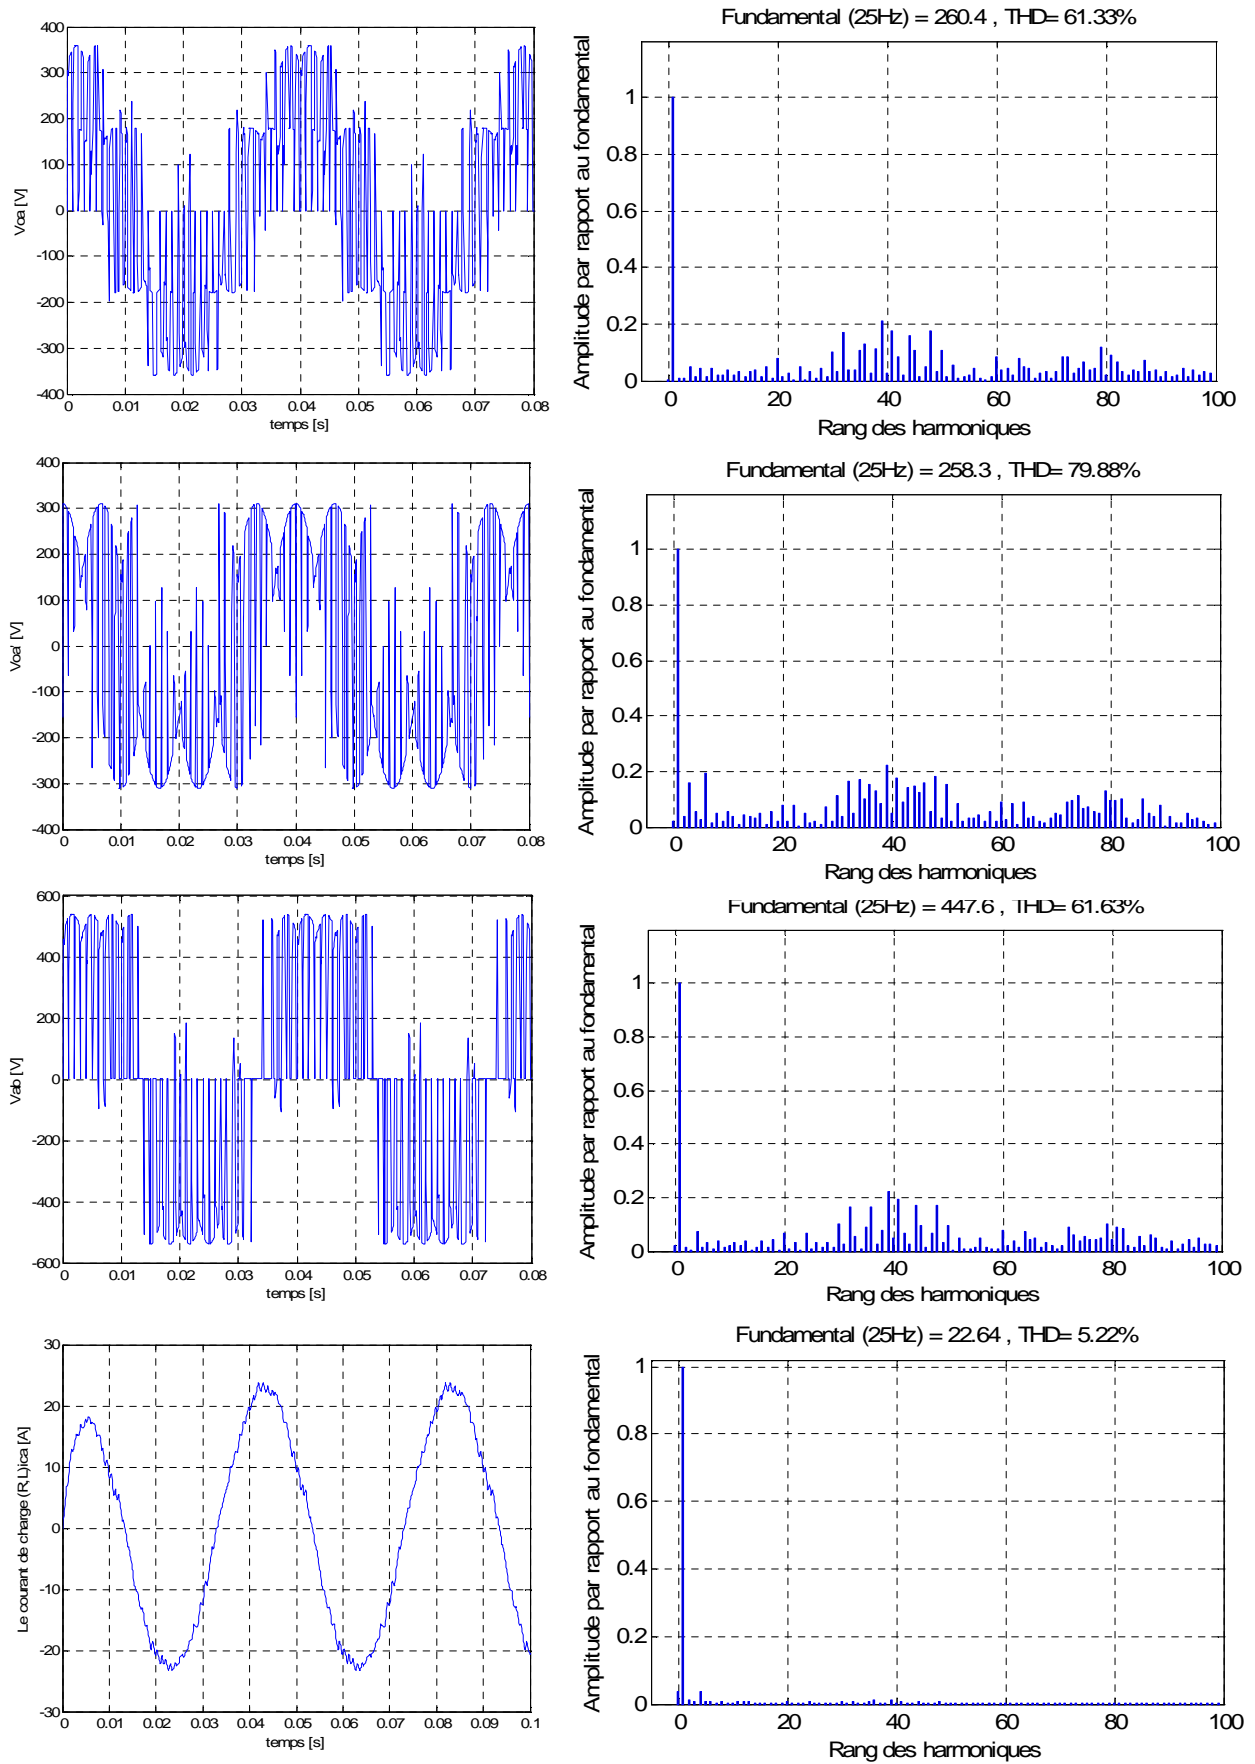 Fundamental (25Hz) = 260.4 , THD= 61.33%
400
300
200
100
0
-100
-200
-300
-400
Voa [V]
0 0.01 0.02 0.03 0.04 0.05 0.06 0.07 0.08
temps [s]
Amplitude par rapport au fondamental
1
0.8
0.6
0.4
0.2
0
0 20 40 60 80 100
Rang des harmoniques
Fundamental (25Hz) = 258.3 , THD= 79.88%
400
300
200
100
0
-100
-200
-300
-400
Voa' [V]
0 0.01 0.02 0.03 0.04 0.05 0.06 0.07 0.08
temps [s]
Amplitude par rapport au fondamental
1
0.8
0.6
0.4
0.2
0
0 20 40 60 80 100
Rang des harmoniques
Fundamental (25Hz) = 447.6 , THD= 61.63%
600
400
200
0
-200
-400
-600
Vab [V]
0 0.01 0.02 0.03 0.04 0.05 0.06 0.07 0.08
temps [s]
Amplitude par rapport au fondamental
1
0.8
0.6
0.4
0.2
0
0 20 40 60 80 100
Rang des harmoniques
Fundamental (25Hz) = 22.64 , THD= 5.22%
30
20
10
0
-10
-20
-30
Le courant de charge (R,L)ica [A]
0 0.01 0.02 0.03 0.04 0.05 0.06 0.07 0.08 0.09 0.1
temps [s]
Amplitude par rapport au fondamental
1
0.8
0.6
0.4
0.2
0
0 20 40 60 80 100
Rang des harmoniques